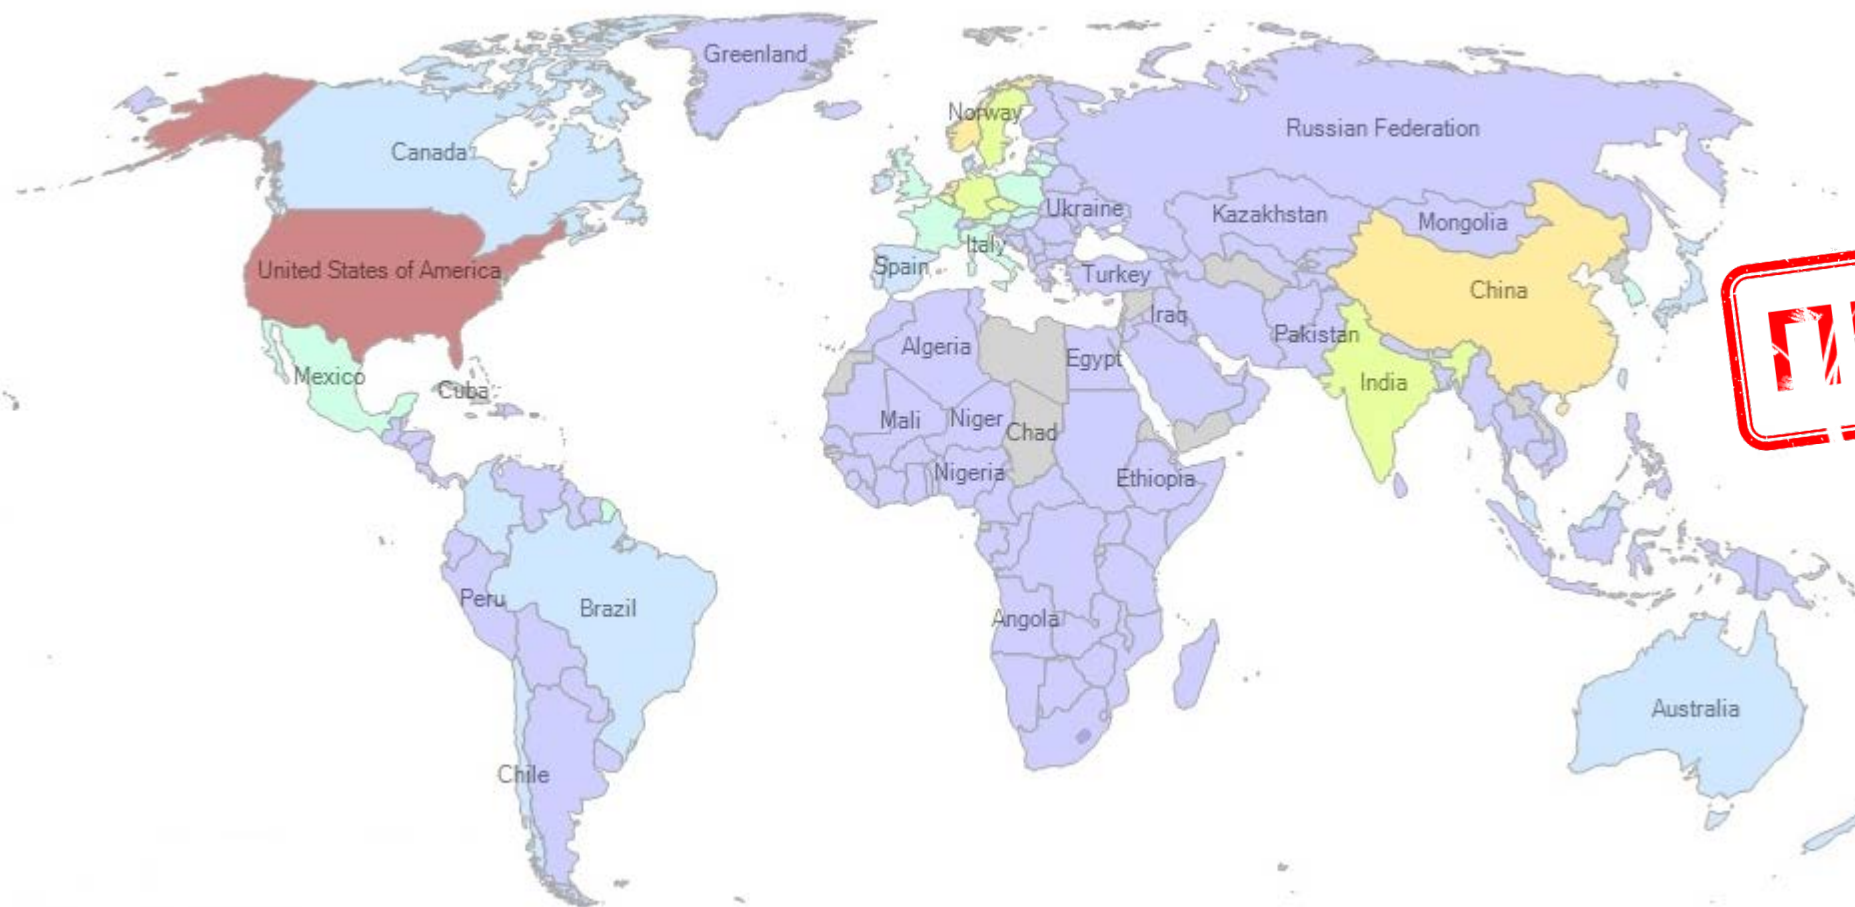 Greenland
Norway
Russian Federation
Canada
Ukraine
Kazakhstan
Mongolia
Italy
Spain
United States of America
Turkey
China
Iraq
Pakistan
Algeria
Egypt
Mexico
India
Cuba
Mali
Niger
Chad
Nigeria
Ethiopia
Peru
Brazil
Angola
Australia
Chile